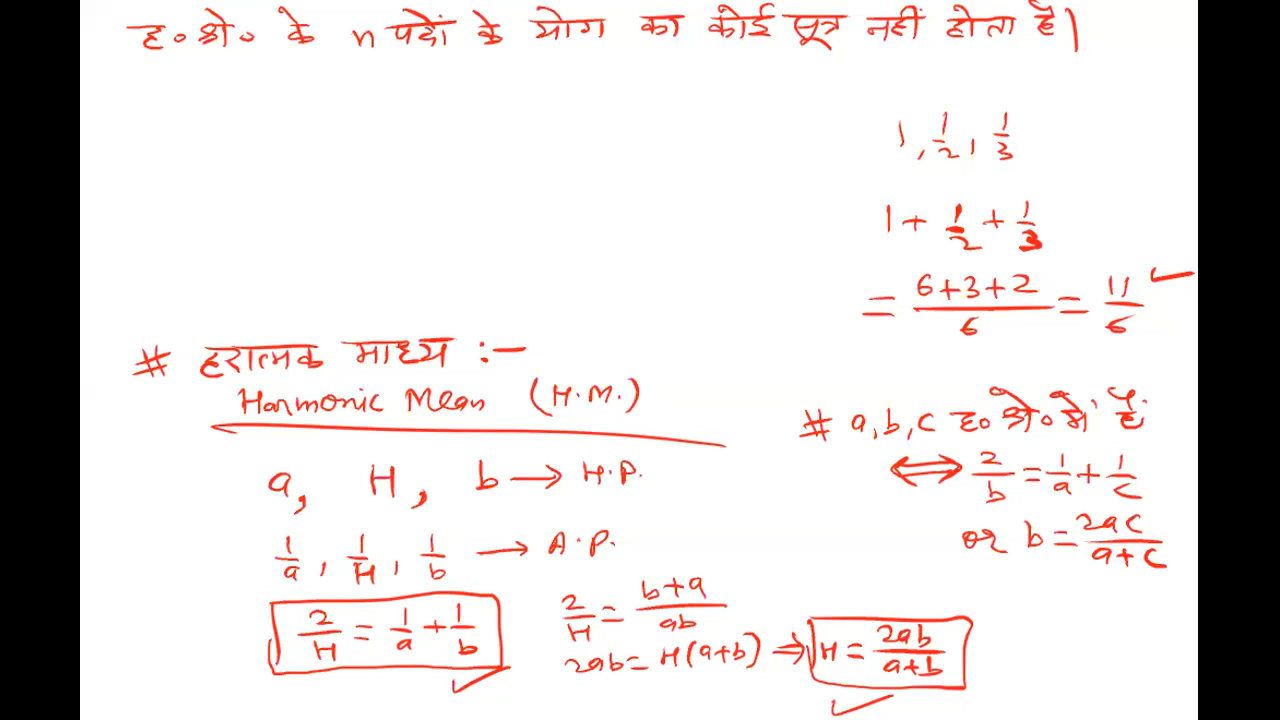 ह० श्रे० के n पदों के योग का कोई सूत्र नहीं होता है।
1, 1/2, 1/3
1 + 1/2 + 1/3
= (6+3+2)/6 = 11/6 ✓
# हरात्मक माध्य :-
Harmonic Mean (H.M.)
a, H, b → H.P.
1/a, 1/H, 1/b → A.P.
2/H = 1/a + 1/b ✓
2/H = (b+a)/ab
2ab = H(a+b) ⇒ H = 2ab/(a+b) ✓
# a, b, c ह० श्रे० में हैं
⟺ 2/b = 1/a + 1/c
or b = 2ac/(a+c)